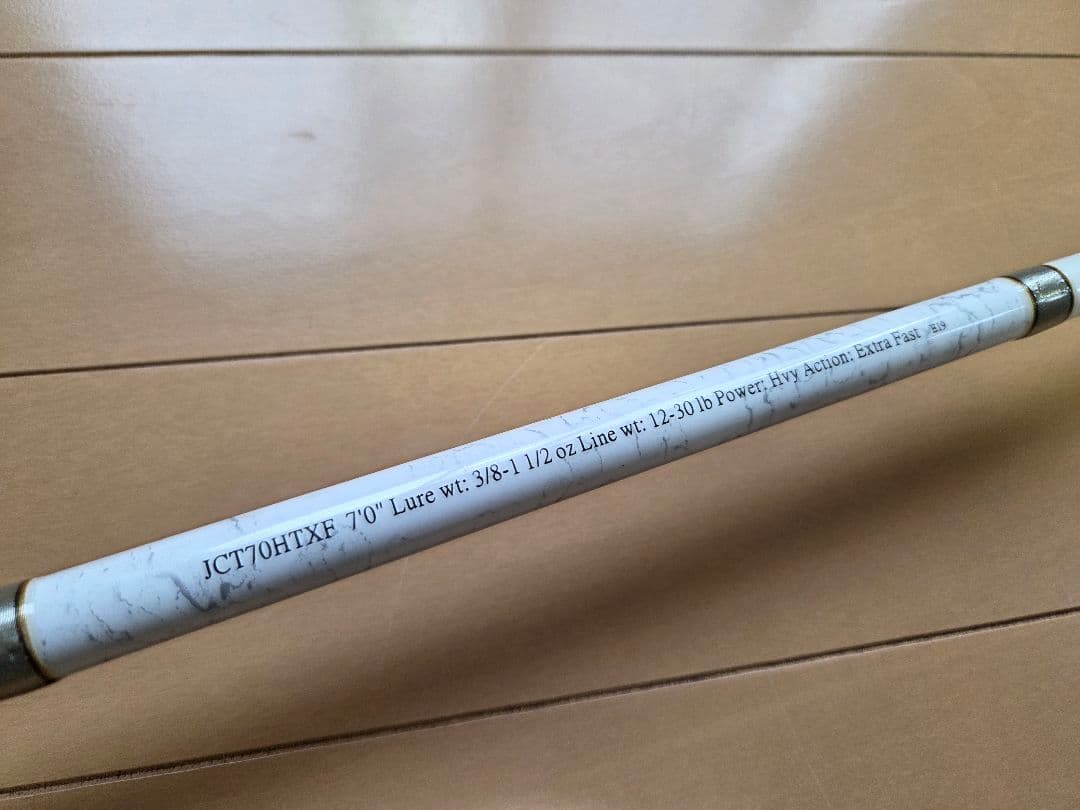 JCT70HTXF 7'0" Lure wt: 3/8-1 1/2 oz Line wt: 12-30 lb Power: Hvy Action: Extra Fast E19